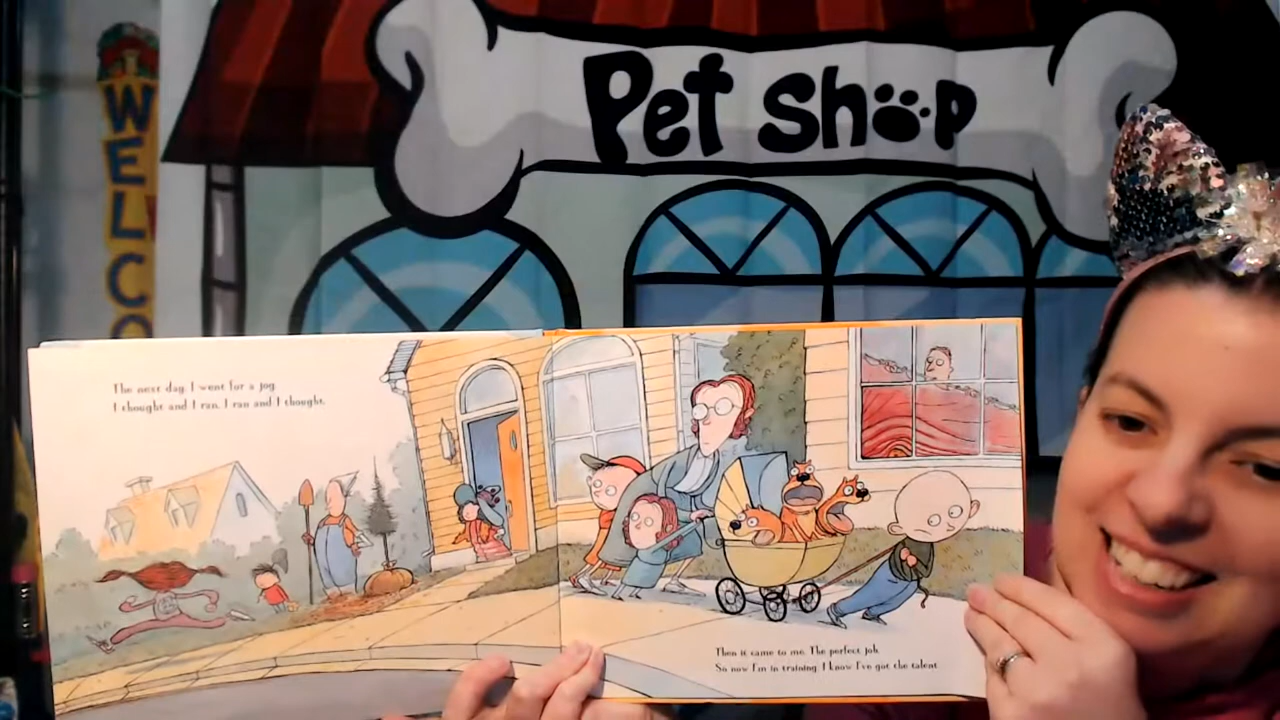 Pet Shop
WELCO
The next day, I went for a jog.
I thought and I ran. I ran and I thought.
Then it came to me. The perfect job.
So now I'm in training. I know I've got the talent.